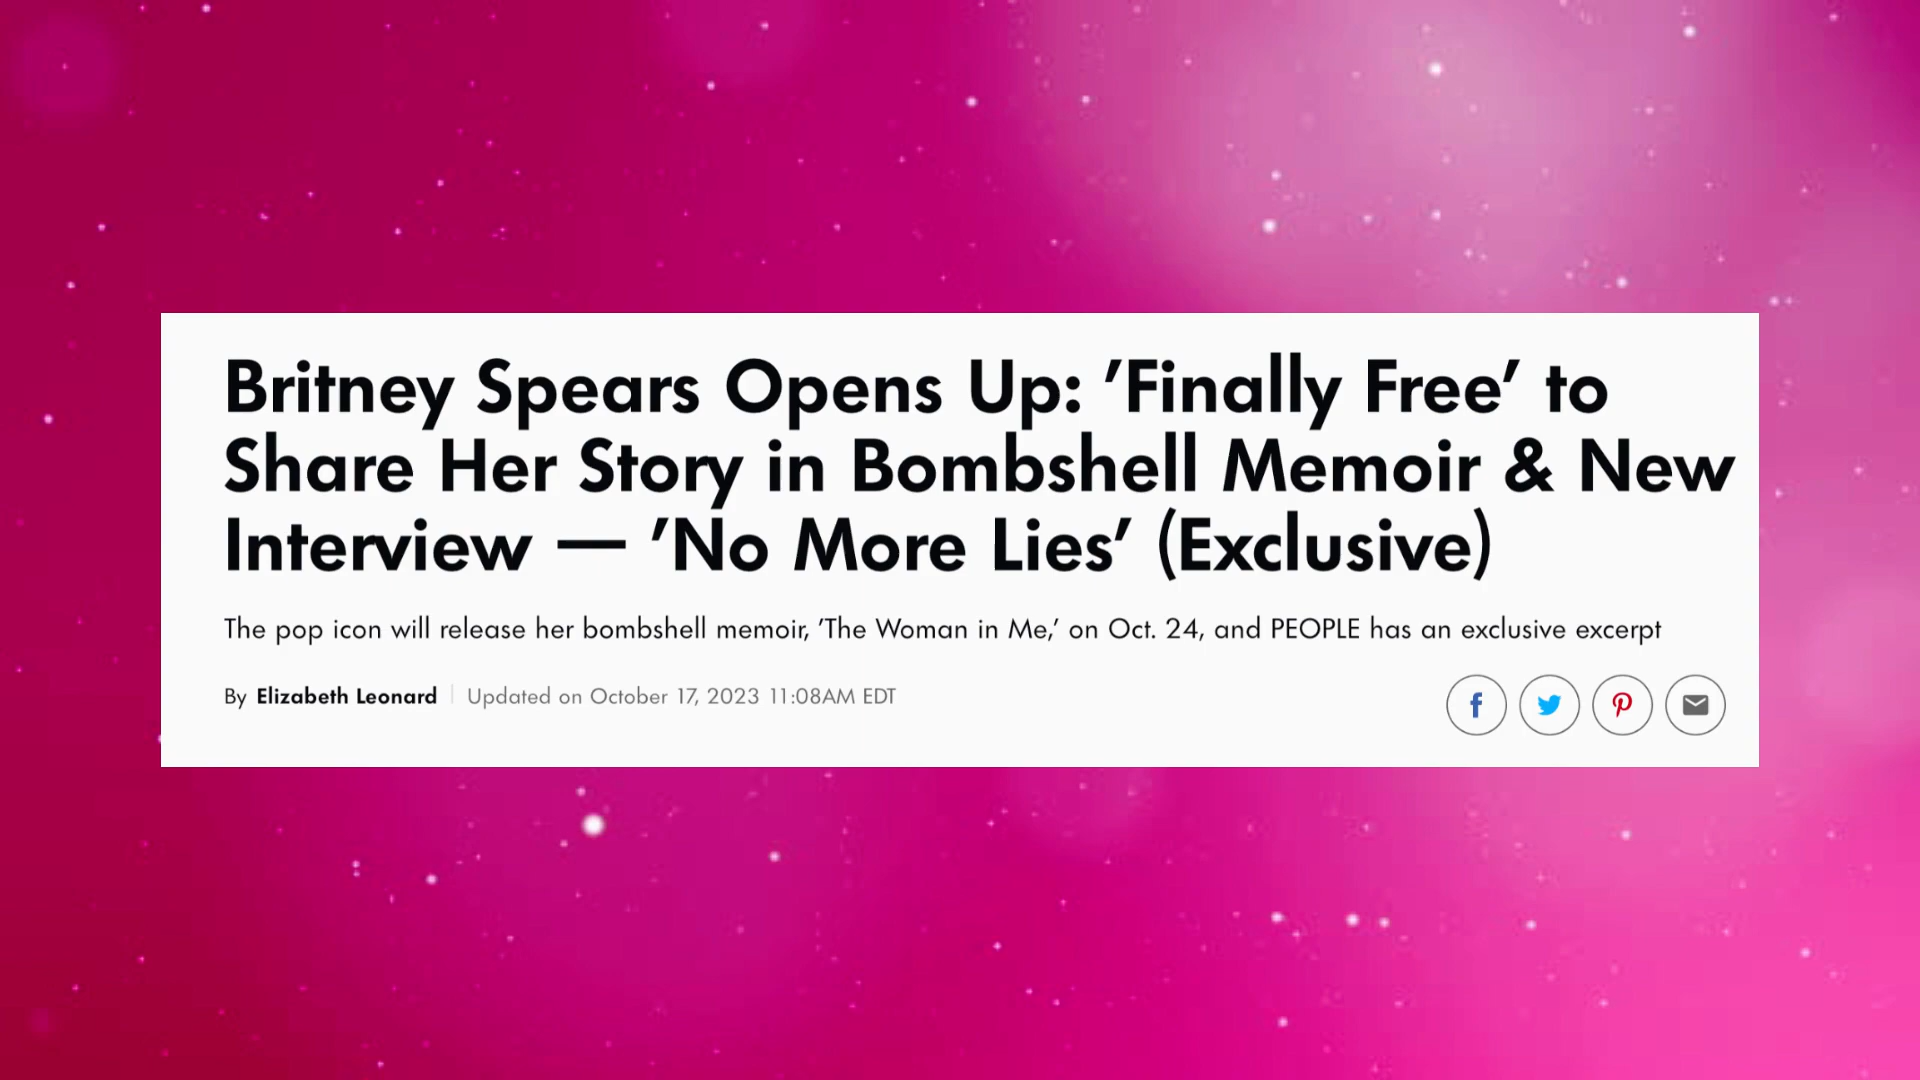 Britney Spears Opens Up: ’Finally Free’ to
Share Her Story in Bombshell Memoir & New
Interview — ’No More Lies’ (Exclusive)
The pop icon will release her bombshell memoir, ’The Woman in Me,’ on Oct. 24, and PEOPLE has an exclusive excerpt
By Elizabeth Leonard | Updated on October 17, 2023 11:08AM EDT